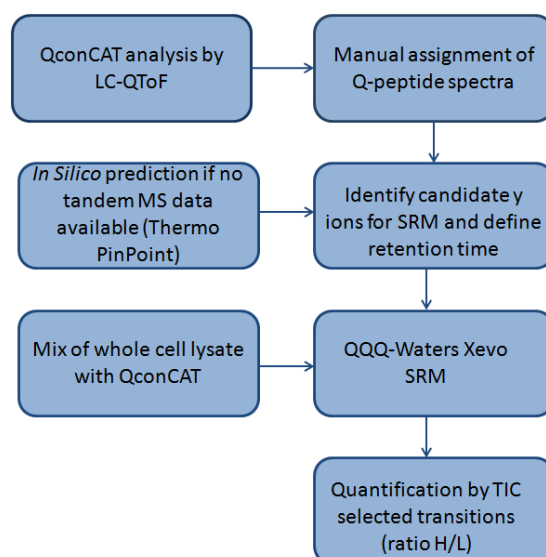 QconCAT analysis by
LC-QToF
Manual assignment of
Q-peptide spectra
In Silico prediction if no
tandem MS data
available (Thermo
PinPoint)
Identify candidate y
ions for SRM and define
retention time
Mix of whole cell lysate
with QconCAT
QQQ-Waters Xevo
SRM
Quantification by TIC
selected transitions
(ratio H/L)